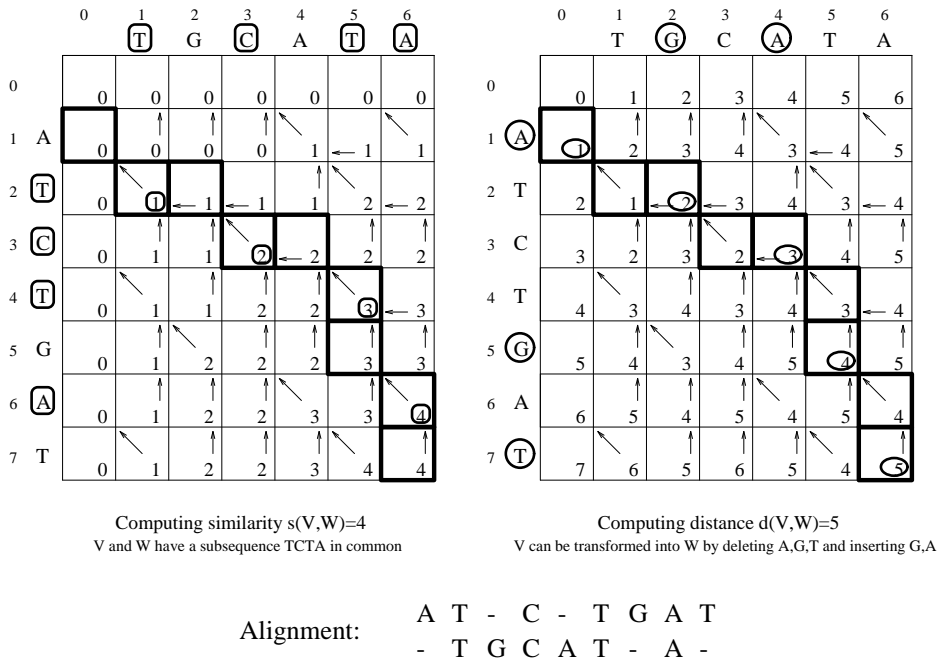 0 1 2 3 4 5 6
T G C A T A
0 0 0 0 0 0 0 0
1 A 0 0 0 0 1 1 1
2 T 0 1 1 1 1 2 2
3 C 0 1 1 2 2 2 2
4 T 0 1 1 2 2 3 3
5 G 0 1 2 2 2 3 3
6 A 0 1 2 2 3 3 4
7 T 0 1 2 2 3 4 4
Computing similarity s(V,W)=4
V and W have a subsequence TCTA in common
0 1 2 3 4 5 6
T G C A T A
0 0 1 2 3 4 5 6
1 A 1 2 3 4 3 4 5
2 T 2 1 2 3 4 3 4
3 C 3 2 3 2 3 4 5
4 T 4 3 4 3 4 3 4
5 G 5 4 3 4 5 4 5
6 A 6 5 4 5 4 5 4
7 T 7 6 5 6 5 4 5
Computing distance d(V,W)=5
V can be transformed into W by deleting A,G,T and inserting G,A
Alignment:
A T - C - T G A T
- T G C A T - A -